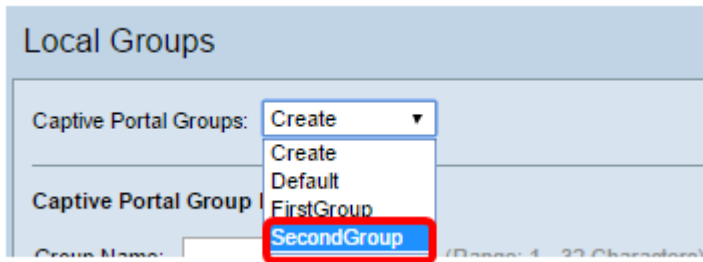 Local Groups
Captive Portal Groups: Create
Create
Default
Captive Portal Group FirstGroup
SecondGroup
Group Name: (Range: 1 - 32 Characters)